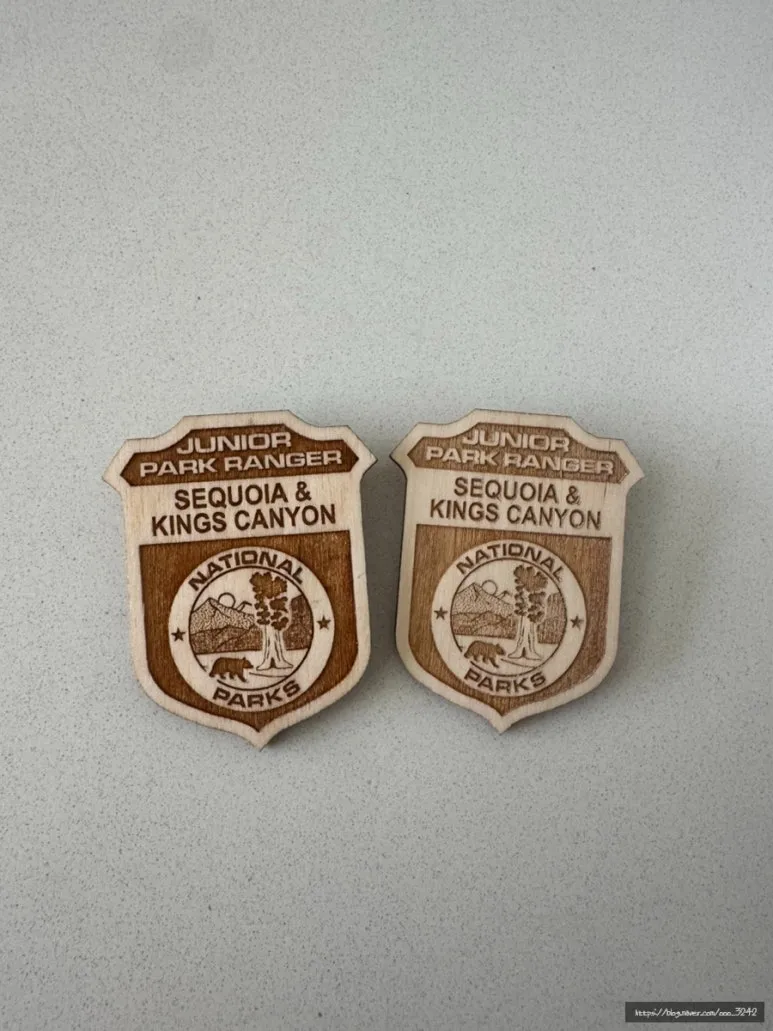 JUNIOR
PARK RANGER
SEQUOIA &
KINGS CANYON
NATIONAL
PARKS
JUNIOR
PARK RANGER
SEQUOIA &
KINGS CANYON
NATIONAL
PARKS